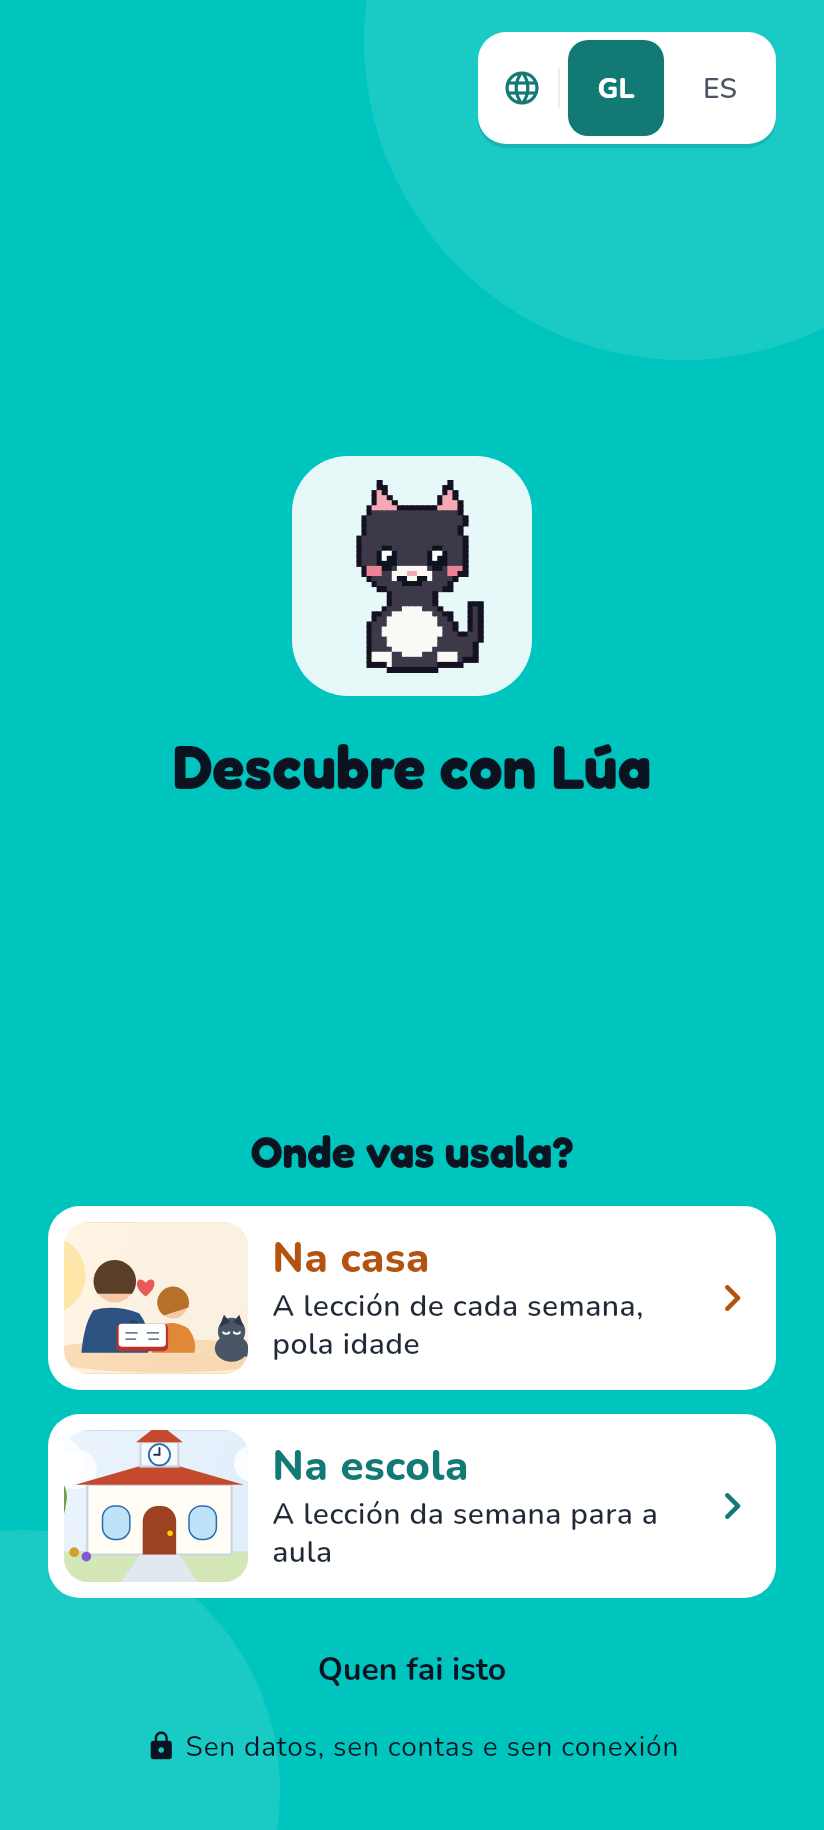 GL
ES
Descubre con Lúa
Onde vas usala?
Na casa
A lección de cada semana,
pola idade
Na escola
A lección da semana para a
aula
Quen fai isto
Sen datos, sen contas e sen conexión